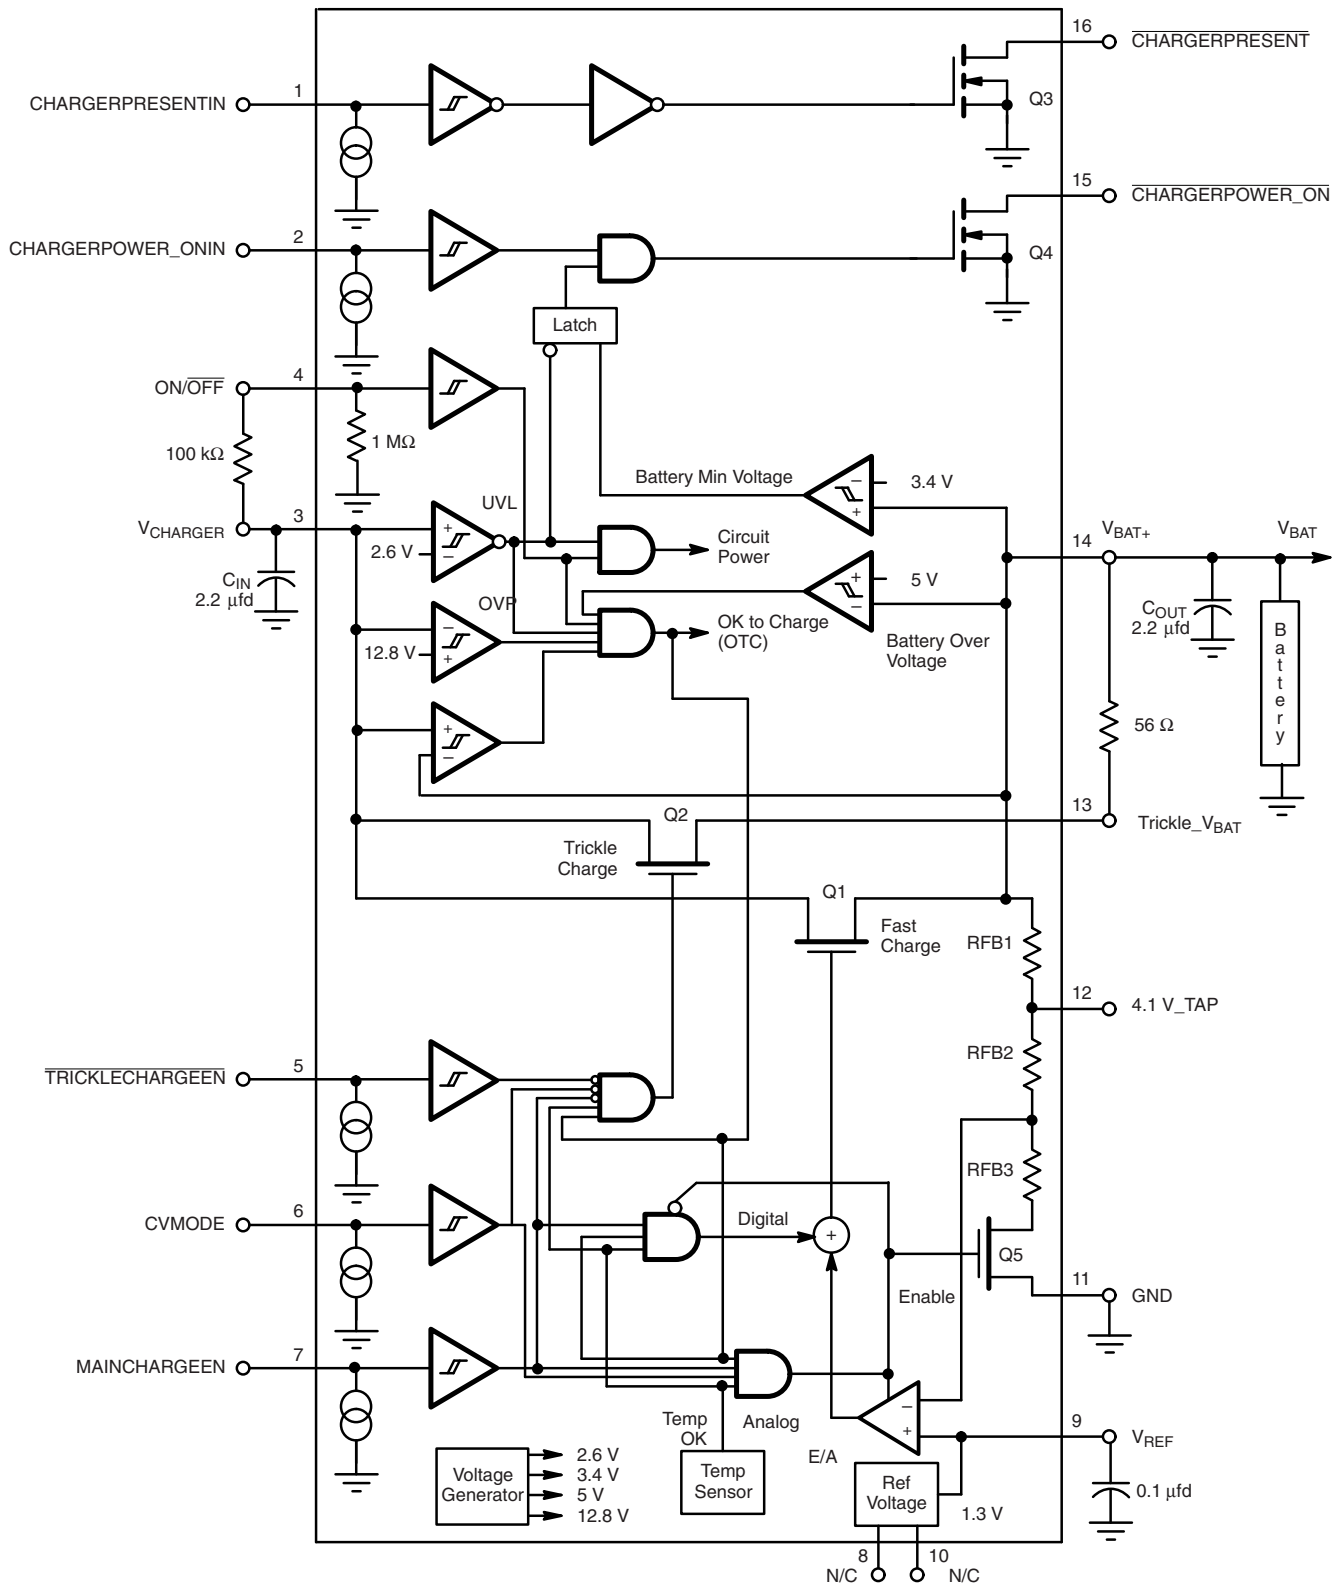 16
CHARGERPRESENT
1
CHARGERPRESENTIN
Q3
15
CHARGERPOWER_ON
2
CHARGERPOWER_ONIN
Q4
Latch
4
ON/OFF
1 MΩ
100 kΩ
Battery Min Voltage
3.4 V
UVL
3
VCHARGER
+
2.6 V
−
−
+
Circuit
Power
14
VBAT+
VBAT
CIN
2.2 μfd
OVP
+
5 V
−
OK to Charge
(OTC)
Battery Over
Voltage
COUT
2.2 μfd
Battery
−
12.8 V
+
+
−
56 Ω
Q2
13
Trickle_VBAT
Trickle
Charge
Q1
Fast
Charge
RFB1
12
4.1 V_TAP
RFB2
5
TRICKLECHARGEEN
RFB3
6
CVMODE
Digital
+
Q5
Enable
11
GND
7
MAINCHARGEEN
Temp
OK
Analog
−
+
E/A
9
VREF
Voltage
Generator
2.6 V
3.4 V
5 V
12.8 V
Temp
Sensor
Ref
Voltage
1.3 V
0.1 μfd
8
10
N/C
N/C